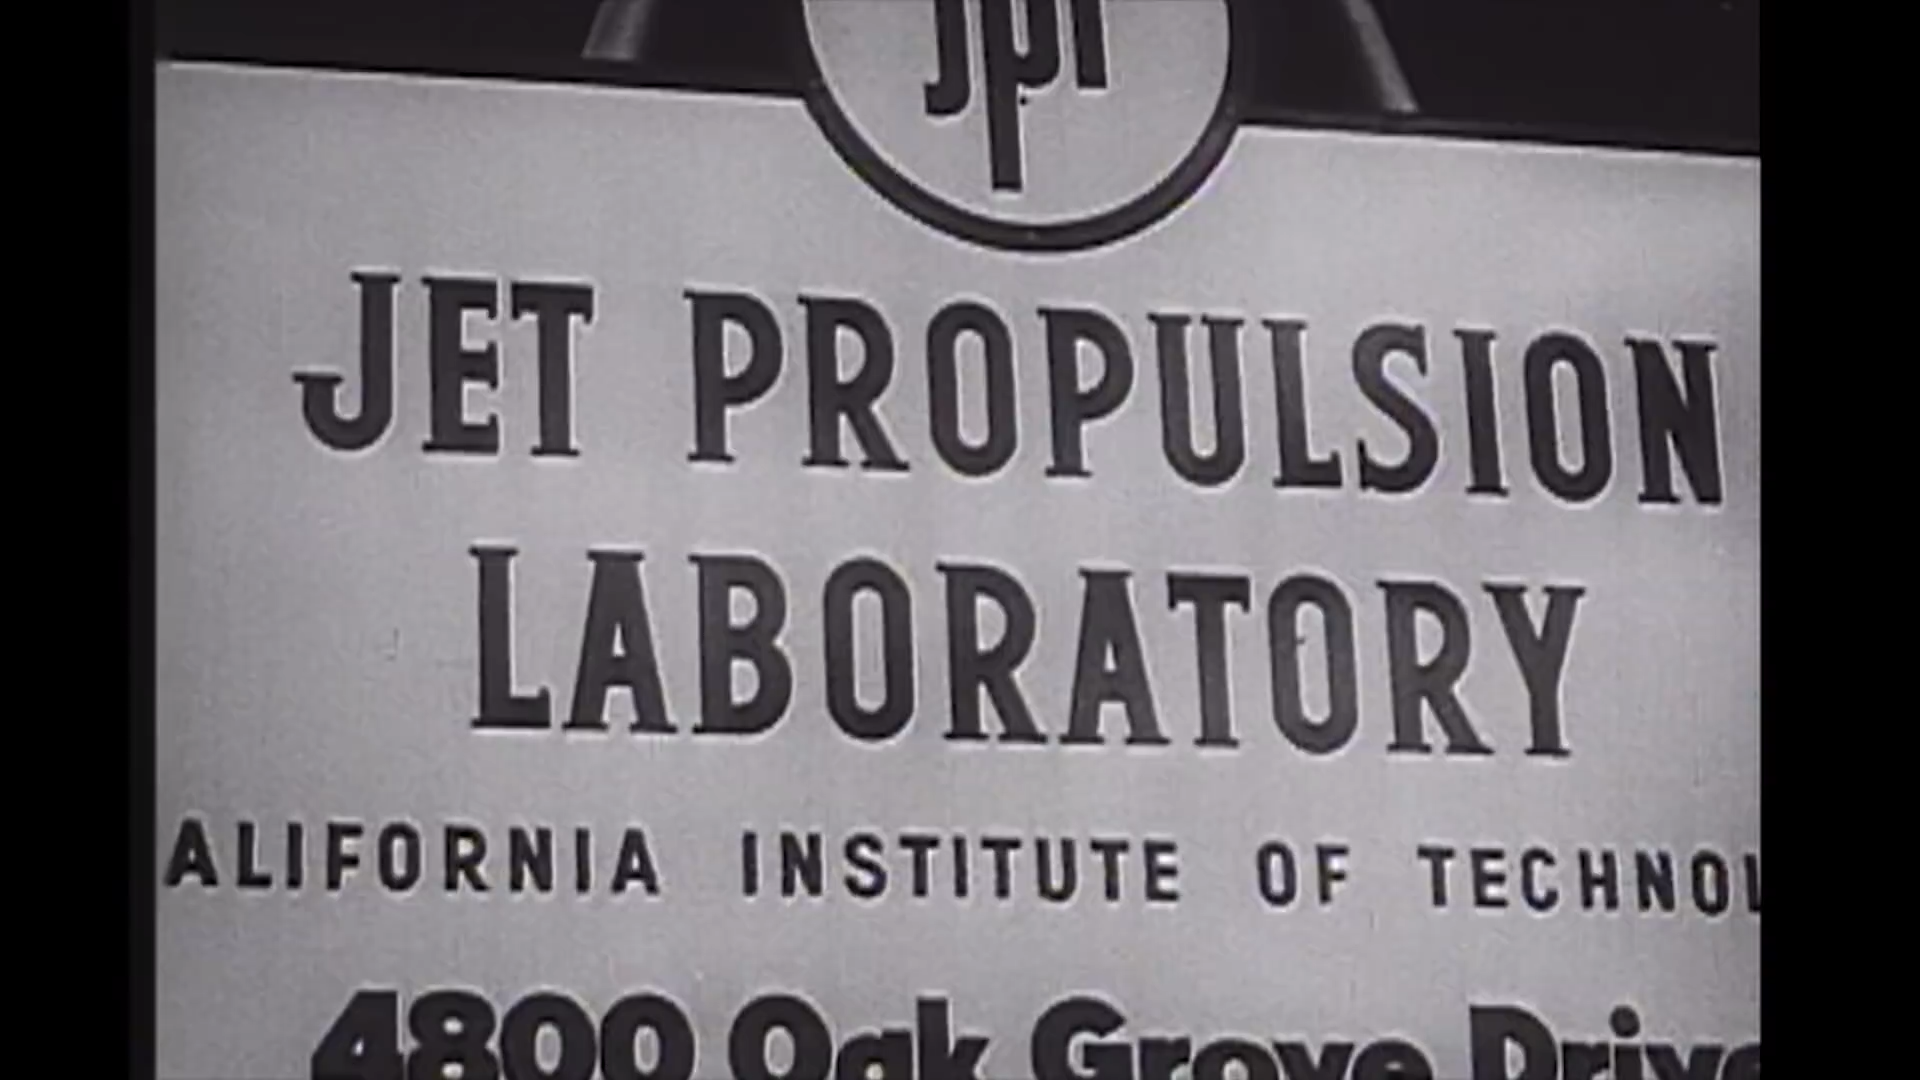 jpl
JET PROPULSION
LABORATORY
ALIFORNIA INSTITUTE OF TECHNOL
4800 Oak Grove Drive